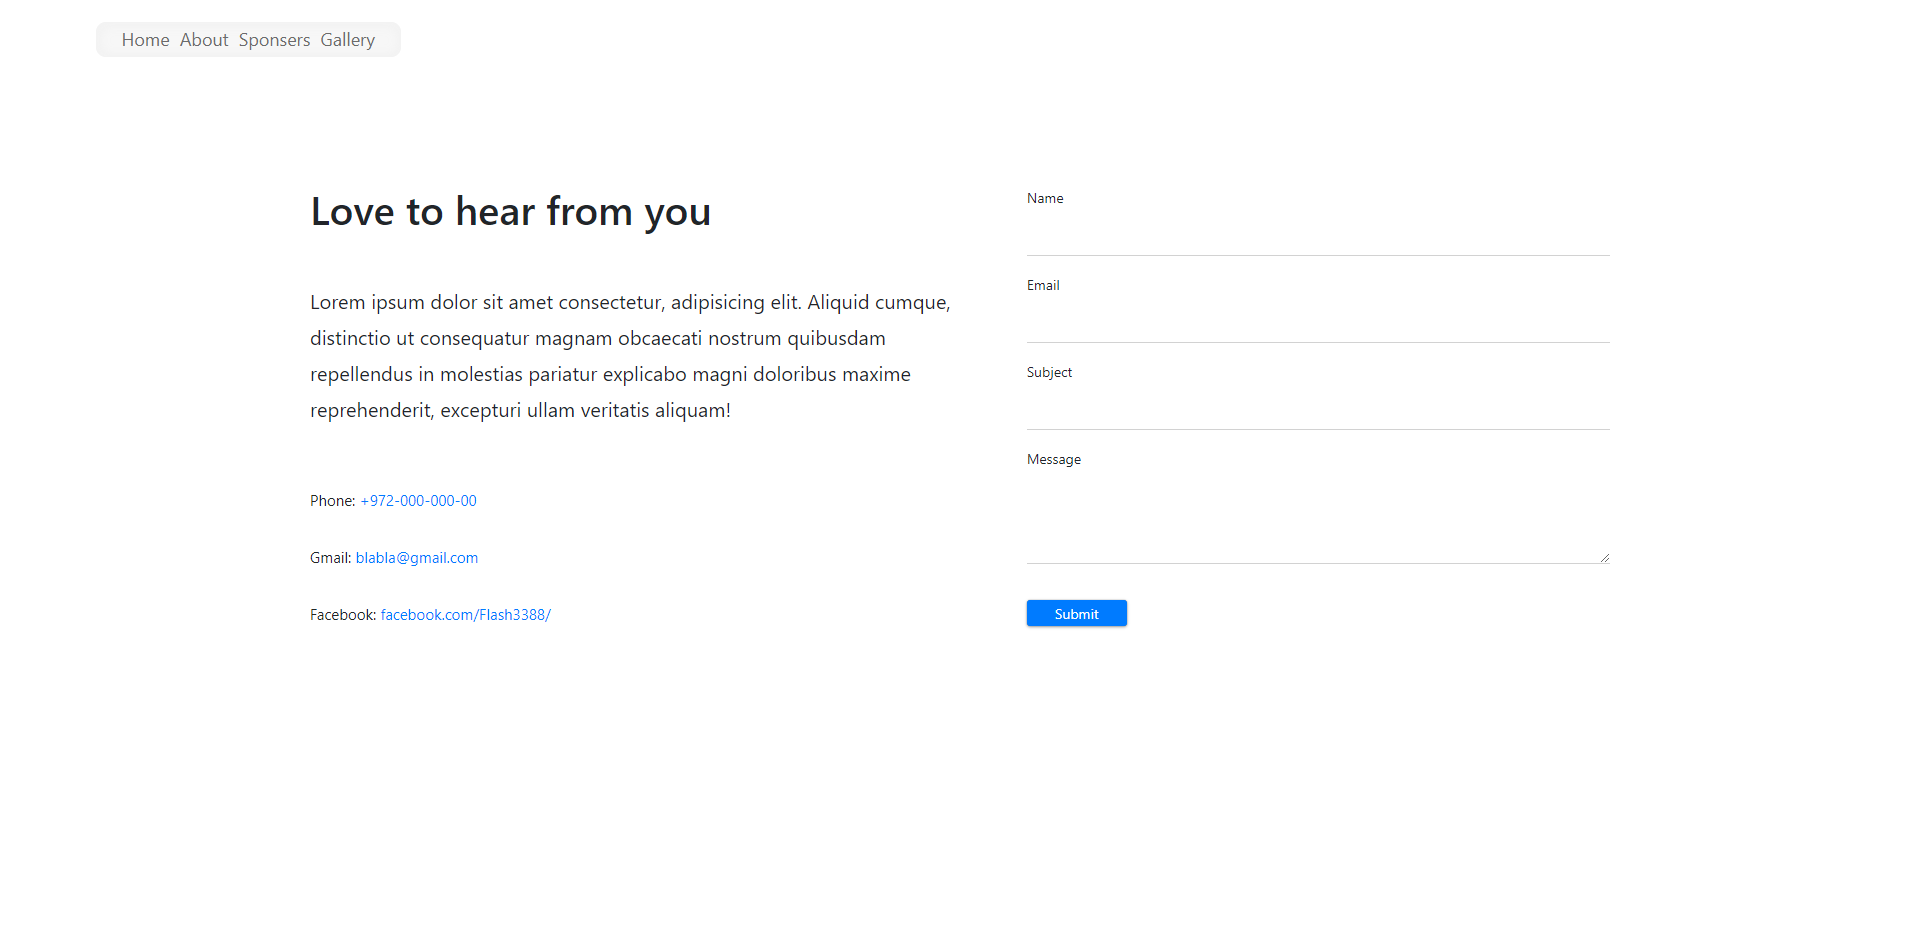 Home About Sponsers Gallery
Love to hear from you
Lorem ipsum dolor sit amet consectetur, adipisicing elit. Aliquid cumque,
distinctio ut consequatur magnam obcaecati nostrum quibusdam
repellendus in molestias pariatur explicabo magni doloribus maxime
reprehenderit, excepturi ullam veritatis aliquam!
Phone: +972-000-000-00
Gmail: blabla@gmail.com
Facebook: facebook.com/Flash3388/
Name
Email
Subject
Message
Submit